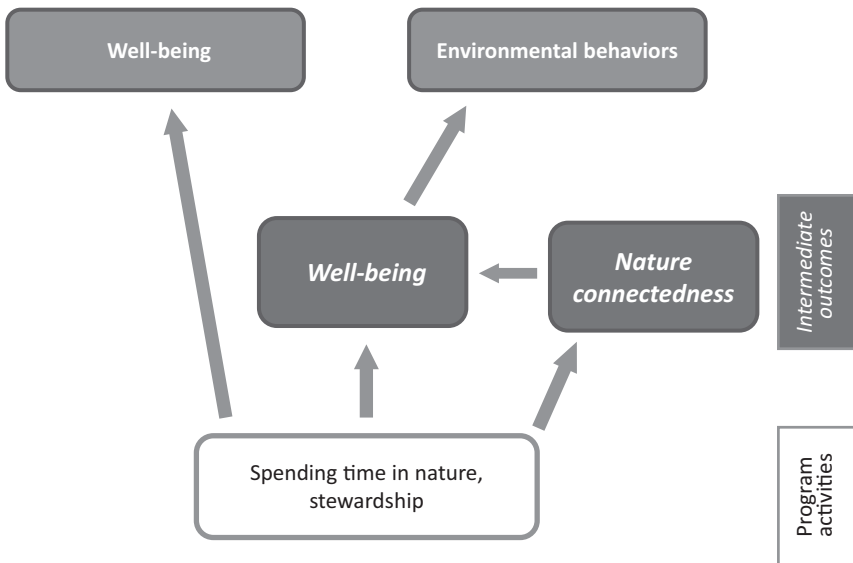 Well-being
Environmental behaviors
Well-being
Nature
connectedness
Intermediate
outcomes
Spending time in nature,
stewardship
Program
activities